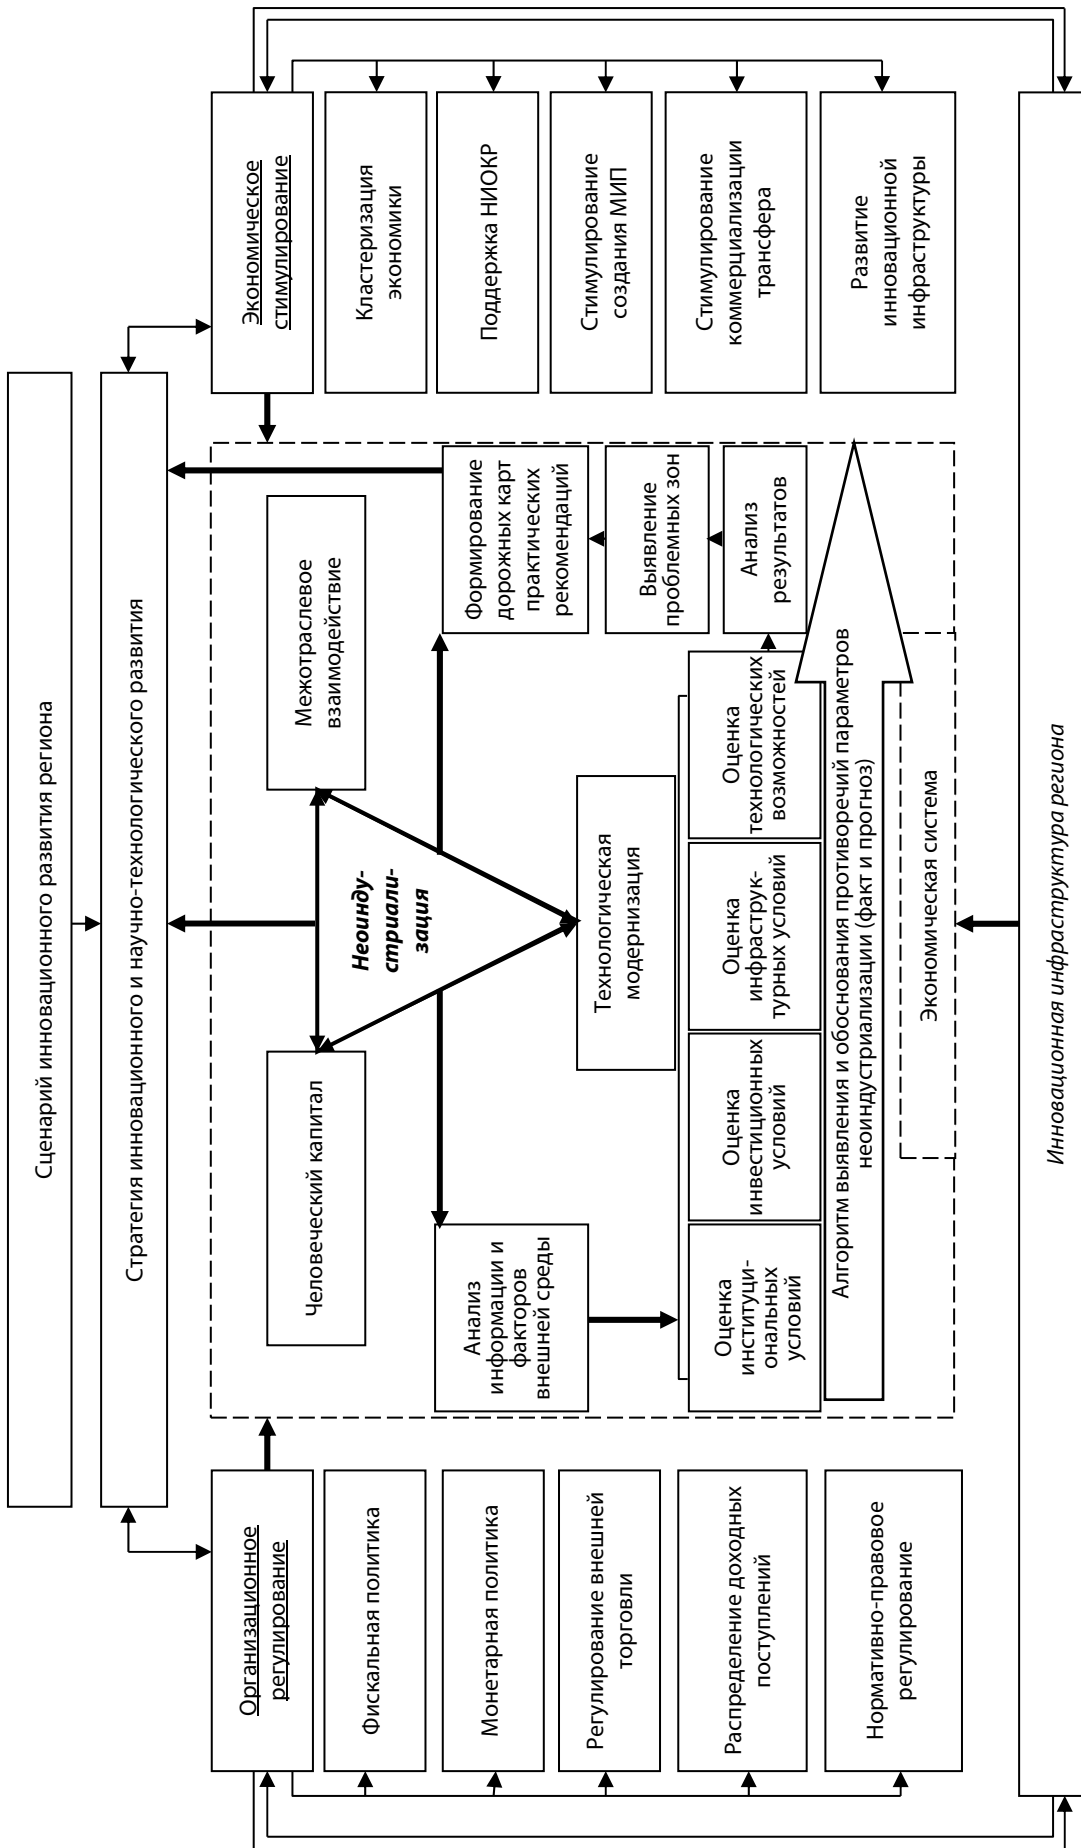 Сценарий инновационного развития региона
Стратегия инновационного и научно-технологического развития
Организационное
регулирование
Фискальная политика
Монетарная политика
Регулирование внешней
торговли
Распределение доходных
поступлений
Нормативно-правовое
регулирование
Человеческий капитал
Межотраслевое
взаимодействие
Неоинду-
стриали-
зация
Технологическая
модернизация
Анализ
информации и
факторов
внешней среды
Формирование
дорожных карт
практических
рекомендаций
Выявление
проблемных зон
Анализ
результатов
Оценка
институци-
ональных
условий
Оценка
инвестиционных
условий
Оценка
инфраструк-
турных условий
Оценка
технологических
возможностей
Алгоритм выявления и обоснования противоречий параметров
неоиндустриализации (факт и прогноз)
Экономическая система
Экономическое
стимулирование
Кластеризация
экономики
Поддержка НИОКР
Стимулирование
создания МИП
Стимулирование
коммерциализации
трансфера
Развитие
инновационной
инфраструктуры
Инновационная инфраструктура региона